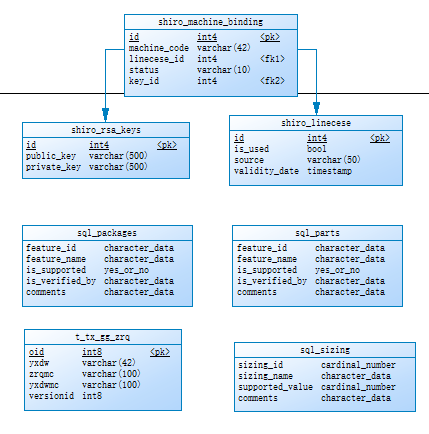 shiro_machine_binding
id int4 <pk>
machine_code varchar(42)
linecese_id int4 <fk1>
status varchar(10)
key_id int4 <fk2>
shiro_rsa_keys
id int4 <pk>
public_key varchar(500)
private_key varchar(500)
shiro_linecese
id int4 <pk>
is_used bool
source varchar(50)
validity_date timestamp
sql_packages
feature_id character_data
feature_name character_data
is_supported yes_or_no
is_verified_by character_data
comments character_data
sql_parts
feature_id character_data
feature_name character_data
is_supported yes_or_no
is_verified_by character_data
comments character_data
t_tx_gg_zrq
oid int8 <pk>
yxdw varchar(42)
zrqmc varchar(100)
yxdwmc varchar(100)
versionid int8
sql_sizing
sizing_id cardinal_number
sizing_name character_data
supported_value cardinal_number
comments character_data